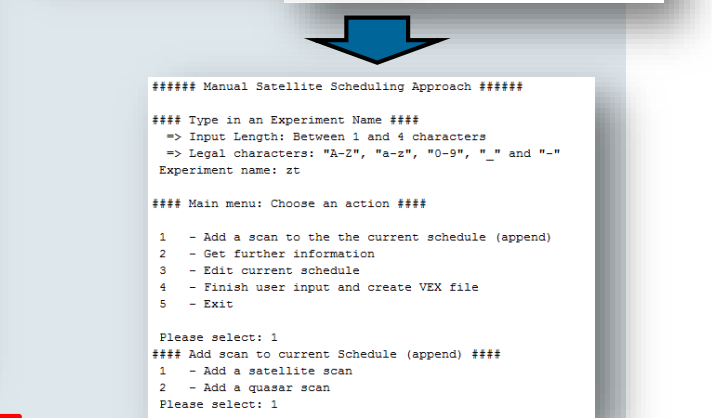 ###### Manual Satellite Scheduling Approach ######
#### Type in an Experiment Name ####
=> Input Length: Between 1 and 4 characters
=> Legal characters: "A-Z", "a-z", "0-9", "_" and "-"
Experiment name: zt
#### Main menu: Choose an action ####
1 - Add a scan to the the current schedule (append)
2 - Get further information
3 - Edit current schedule
4 - Finish user input and create VEX file
5 - Exit
Please select: 1
#### Add scan to current Schedule (append) ####
1 - Add a satellite scan
2 - Add a quasar scan
Please select: 1